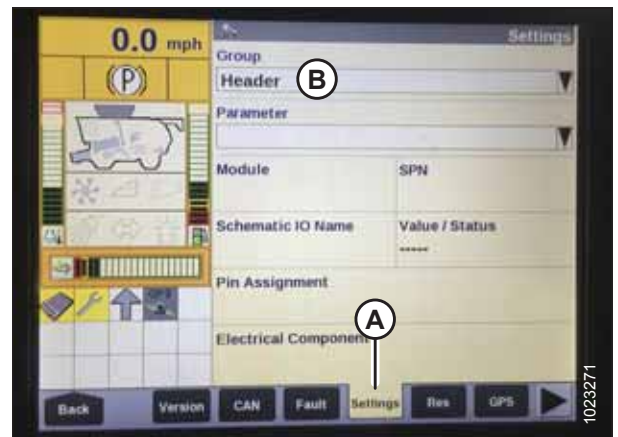 0.0 mph
Settings
Group
Header
B
(P)
Parameter
Module
SPN
Schematic IO Name
Value / Status
-----
Pin Assignment
A
Electrical Component
Back
Version
CAN
Fault
Settings
Res
GPS
1023271